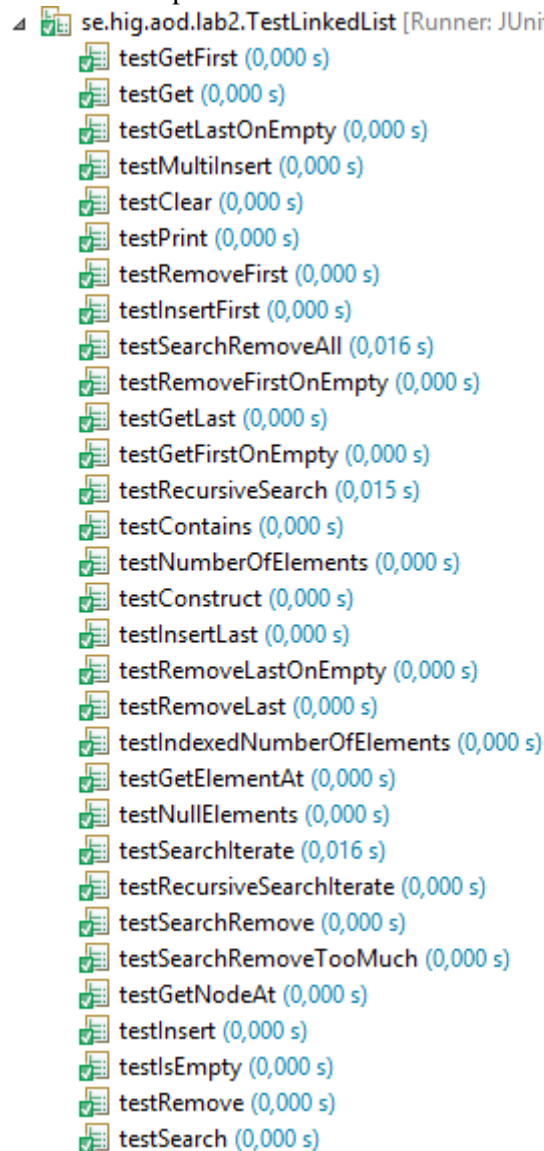 se.hig.aod.lab2.TestLinkedList [Runner: JUni
testGetFirst (0,000 s)
testGet (0,000 s)
testGetLastOnEmpty (0,000 s)
testMultiInsert (0,000 s)
testClear (0,000 s)
testPrint (0,000 s)
testRemoveFirst (0,000 s)
testInsertFirst (0,000 s)
testSearchRemoveAll (0,016 s)
testRemoveFirstOnEmpty (0,000 s)
testGetLast (0,000 s)
testGetFirstOnEmpty (0,000 s)
testRecursiveSearch (0,015 s)
testContains (0,000 s)
testNumberOfElements (0,000 s)
testConstruct (0,000 s)
testInsertLast (0,000 s)
testRemoveLastOnEmpty (0,000 s)
testRemoveLast (0,000 s)
testIndexedNumberOfElements (0,000 s)
testGetElementAt (0,000 s)
testNullElements (0,000 s)
testSearchIterate (0,016 s)
testRecursiveSearchIterate (0,000 s)
testSearchRemove (0,000 s)
testSearchRemoveTooMuch (0,000 s)
testGetNodeAt (0,000 s)
testInsert (0,000 s)
testIsEmpty (0,000 s)
testRemove (0,000 s)
testSearch (0,000 s)